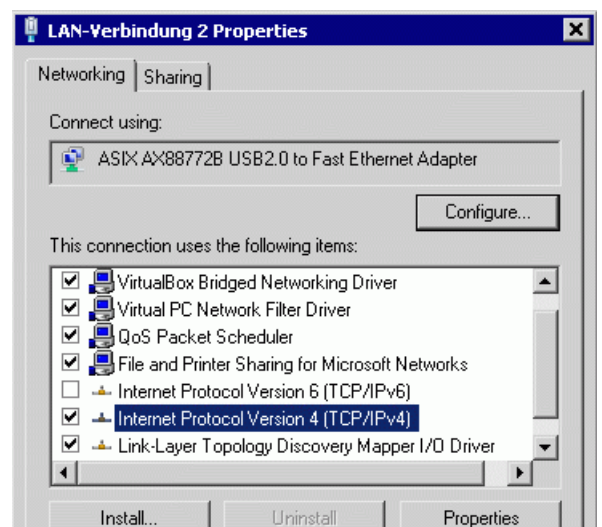 LAN-Verbindung 2 Properties
Networking
Sharing
Connect using:
ASIX AX88772B USB2.0 to Fast Ethernet Adapter
Configure...
This connection uses the following items:
VirtualBox Bridged Networking Driver
Virtual PC Network Filter Driver
QoS Packet Scheduler
File and Printer Sharing for Microsoft Networks
Internet Protocol Version 6 (TCP/IPv6)
Internet Protocol Version 4 (TCP/IPv4)
Link-Layer Topology Discovery Mapper I/O Driver
Install...
Uninstall
Properties